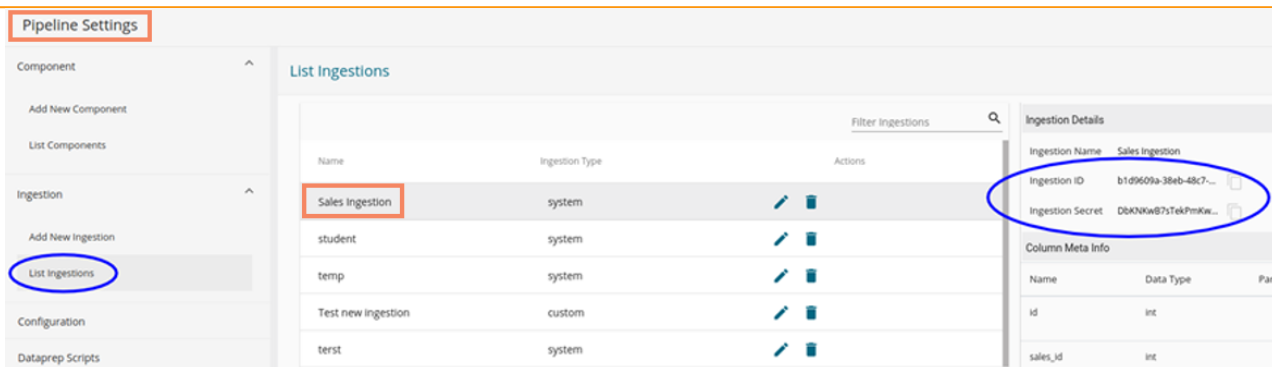 Pipeline Settings
Component
Add New Component
List Components
Ingestion
Add New Ingestion
List Ingestions
Configuration
Dataprep Scripts
List Ingestions
Filter Ingestions
Name Ingestion Type Actions
Sales Ingestion system
student system
temp system
Test new Ingestion custom
terst system
Ingestion Details
Ingestion Name Sales Ingestion
Ingestion ID b1d9609a-38eb-48c7-...
Ingestion Secret DbKNKwB7sTekPmKw...
Column Meta Info
Name Data Type Par
id int
sales_id int